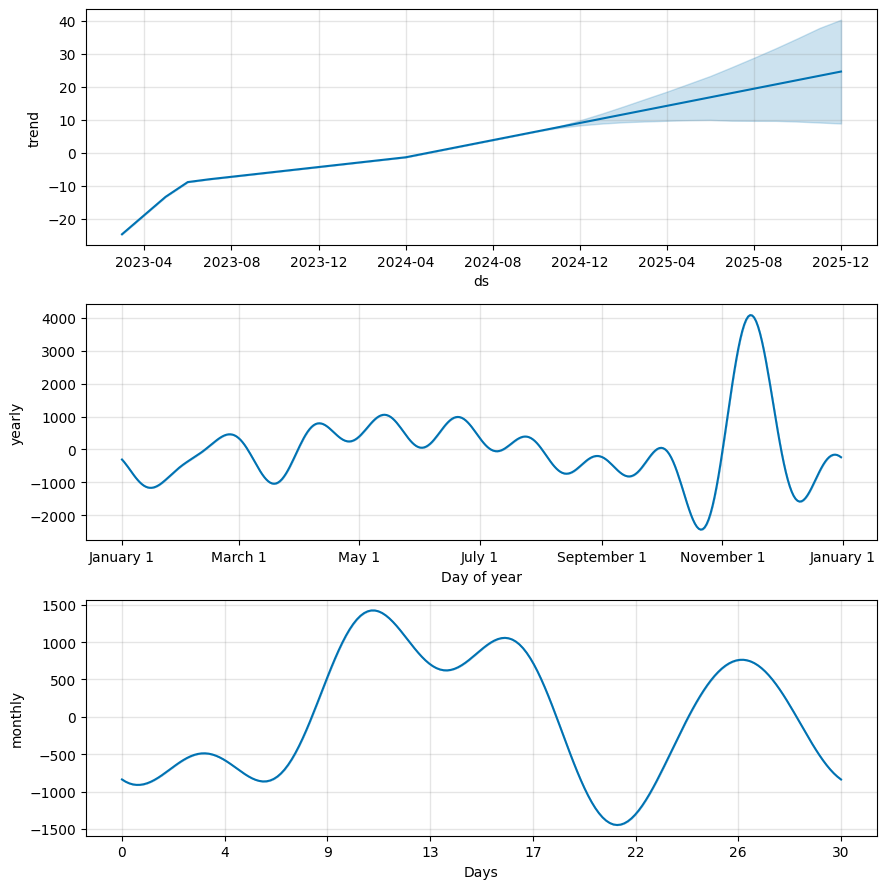 40
30
20
10
0
−10
−20
trend
2023-04 2023-08 2023-12 2024-04 2024-08 2024-12 2025-04 2025-08 2025-12
ds
4000
3000
2000
1000
0
−1000
−2000
yearly
January 1 March 1 May 1 July 1 September 1 November 1 January 1
Day of year
1500
1000
500
0
−500
−1000
−1500
monthly
0 4 9 13 17 22 26 30
Days